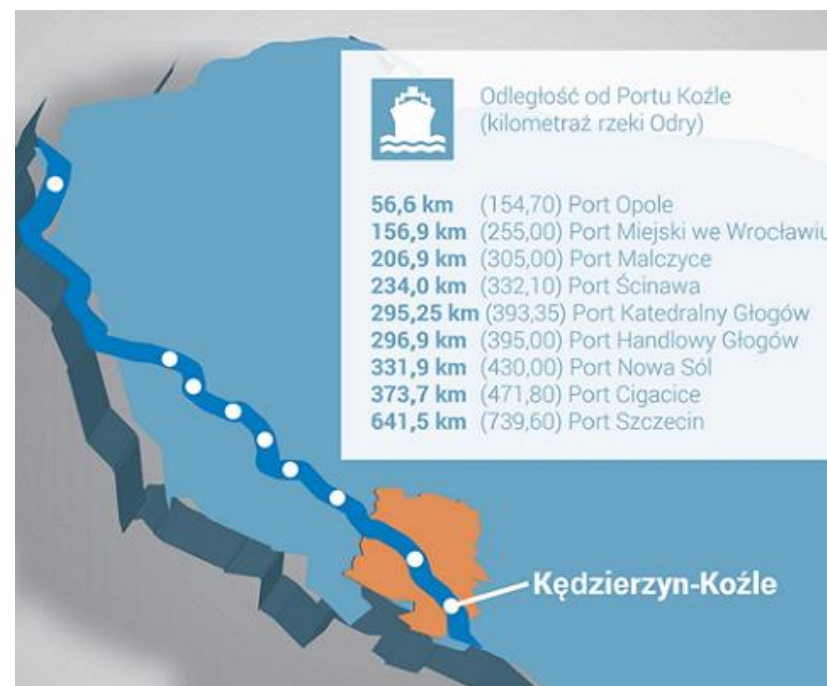 Odległość od Portu Koźle
(kilometraż rzeki Odry)
56,6 km (154,70) Port Opole
156,9 km (255,00) Port Miejski we Wrocławiu
206,9 km (305,00) Port Malczyce
234,0 km (332,10) Port Ścinawa
295,25 km (393,35) Port Katedralny Głogów
296,9 km (395,00) Port Handlowy Głogów
331,9 km (430,00) Port Nowa Sól
373,7 km (471,80) Port Cigacice
641,5 km (739,60) Port Szczecin
Kędzierzyn-Koźle